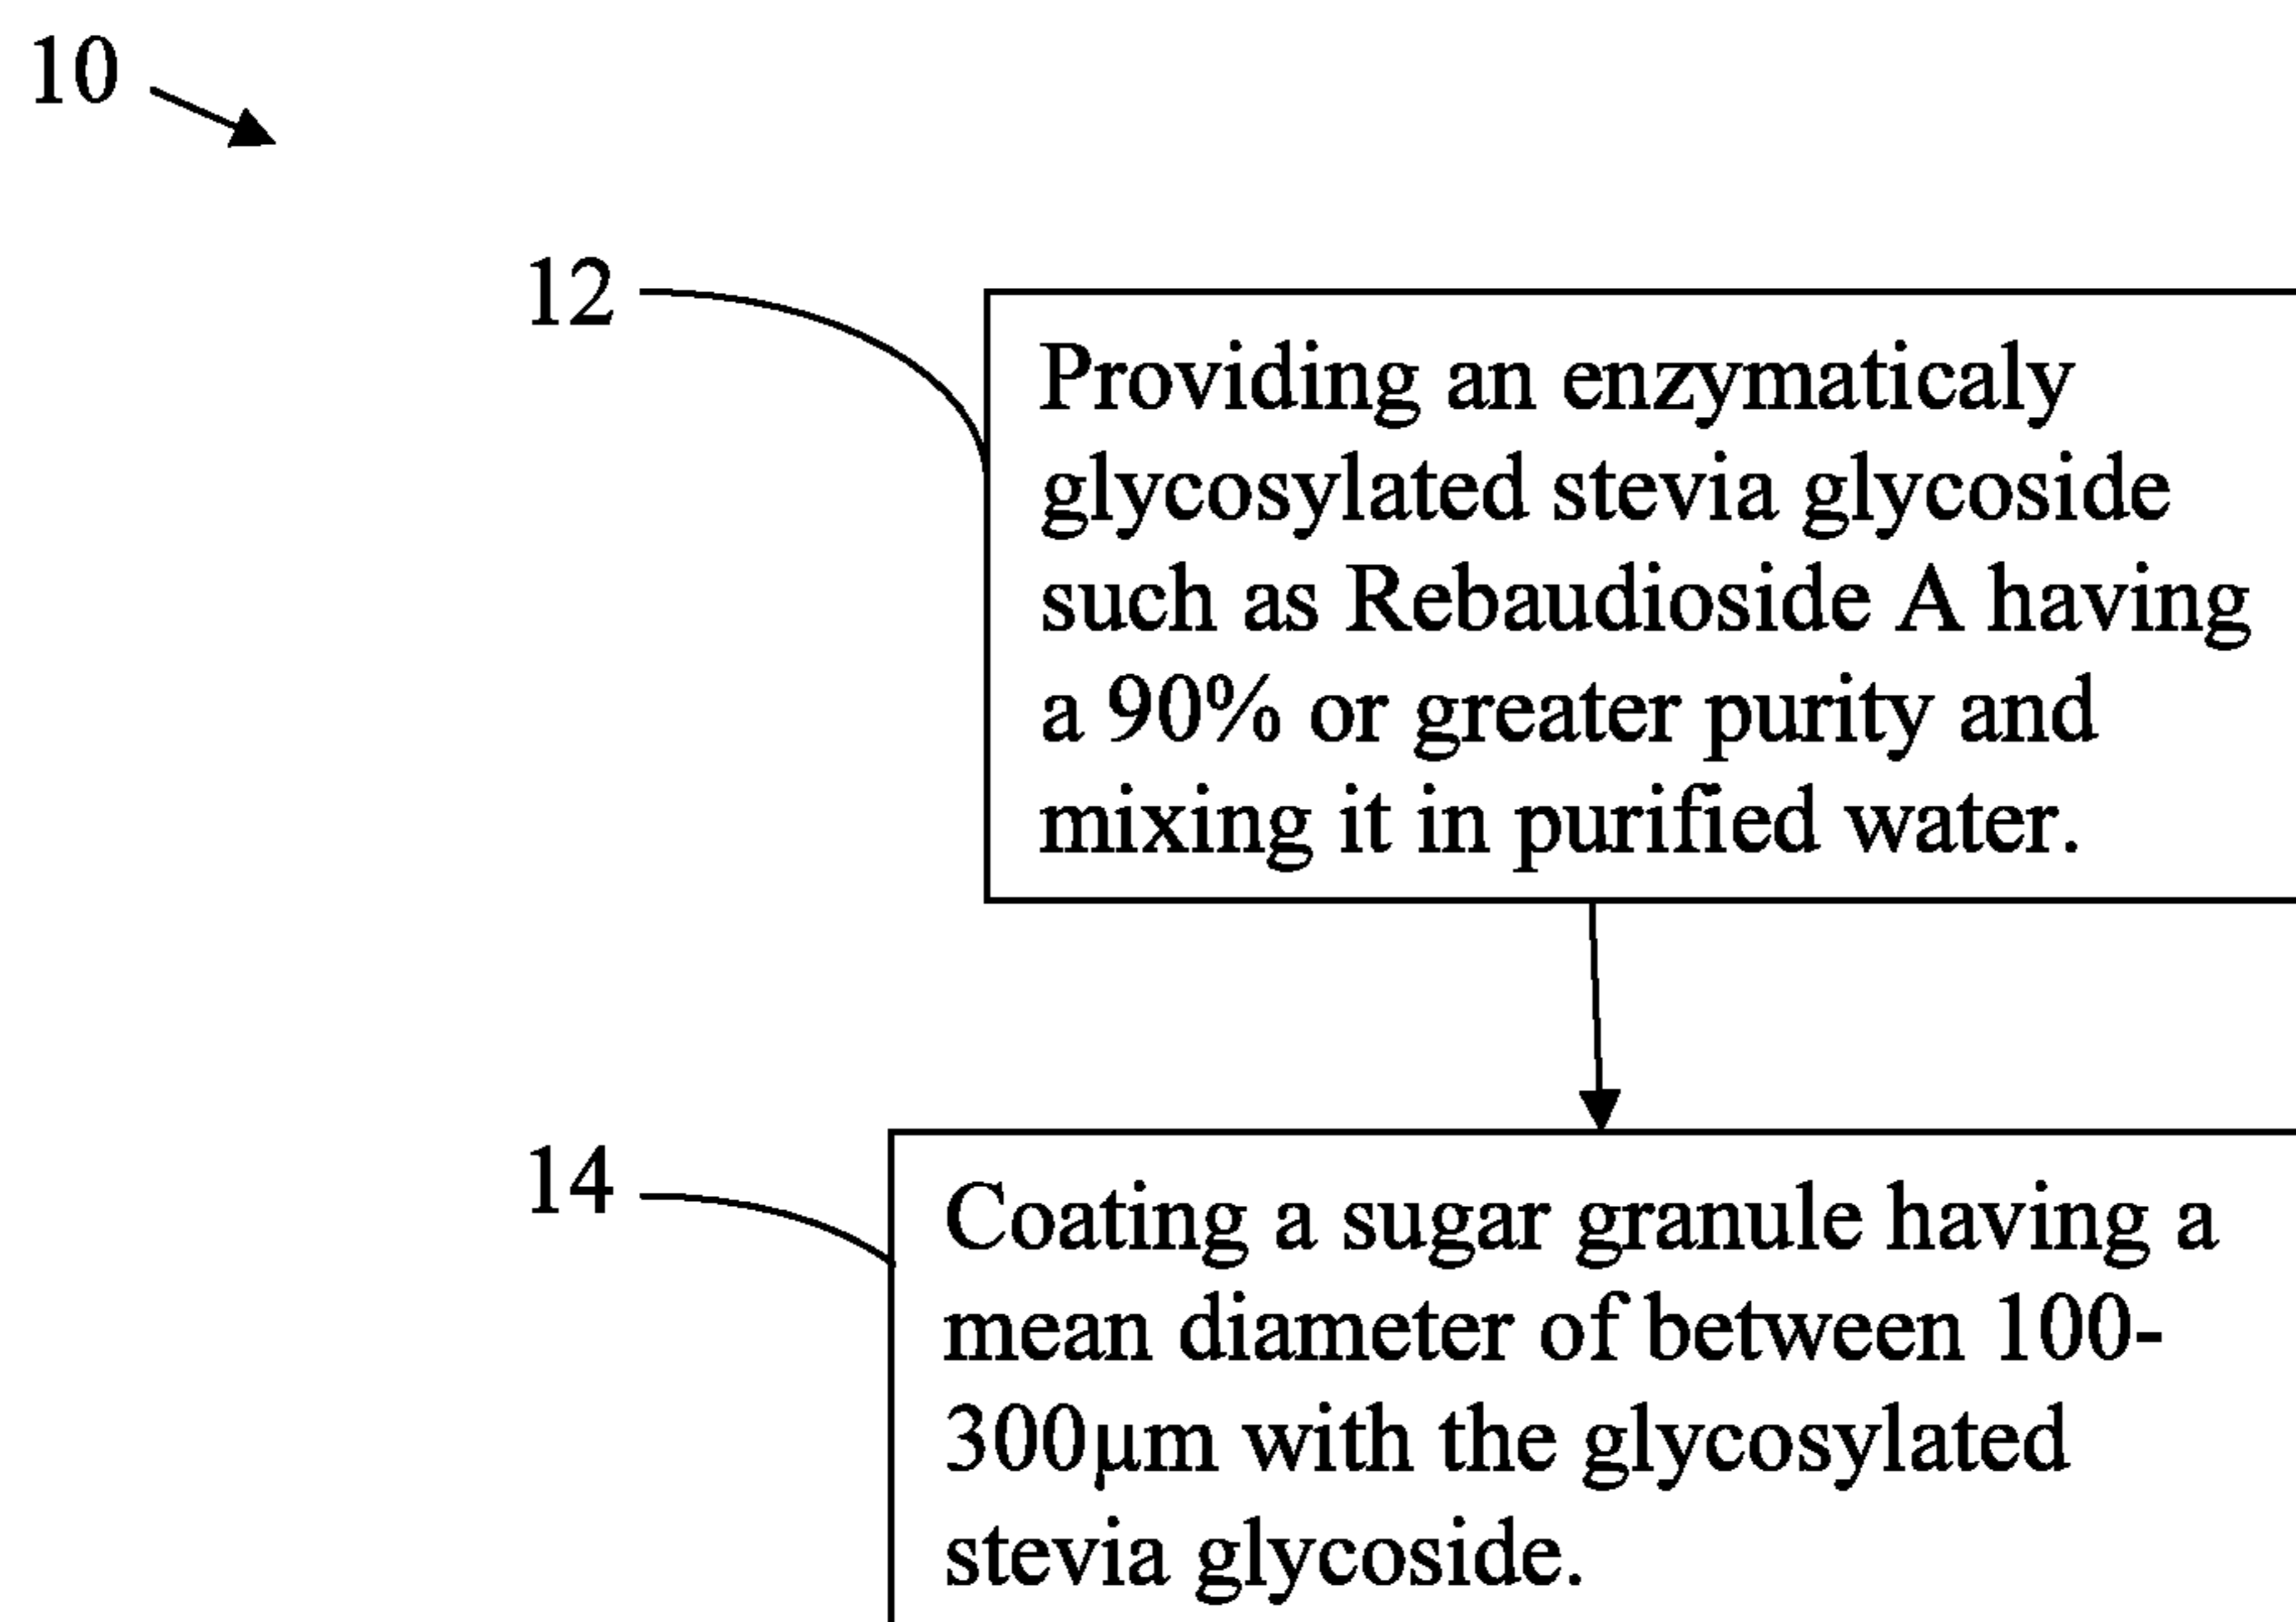 10
12
Providing an enzymaticaly
glycosylated stevia glycoside
such as Rebaudioside A having
a 90% or greater purity and
mixing it in purified water.
14
Coating a sugar granule having a
mean diameter of between 100-
300µm with the glycosylated
stevia glycoside.